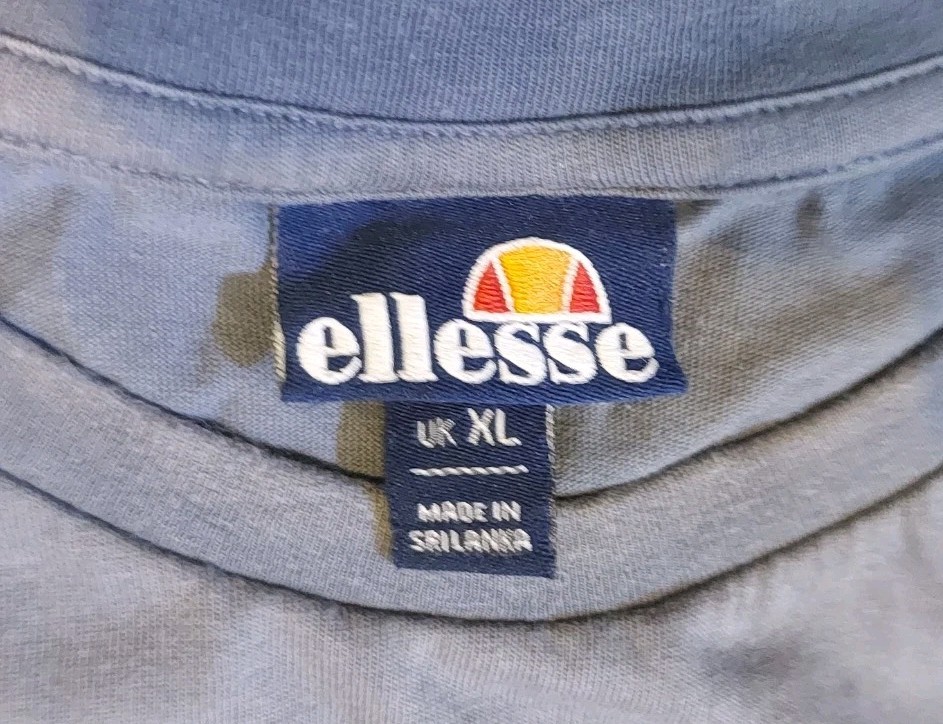 ellesse
UK XL
MADE IN
SRI LANKA